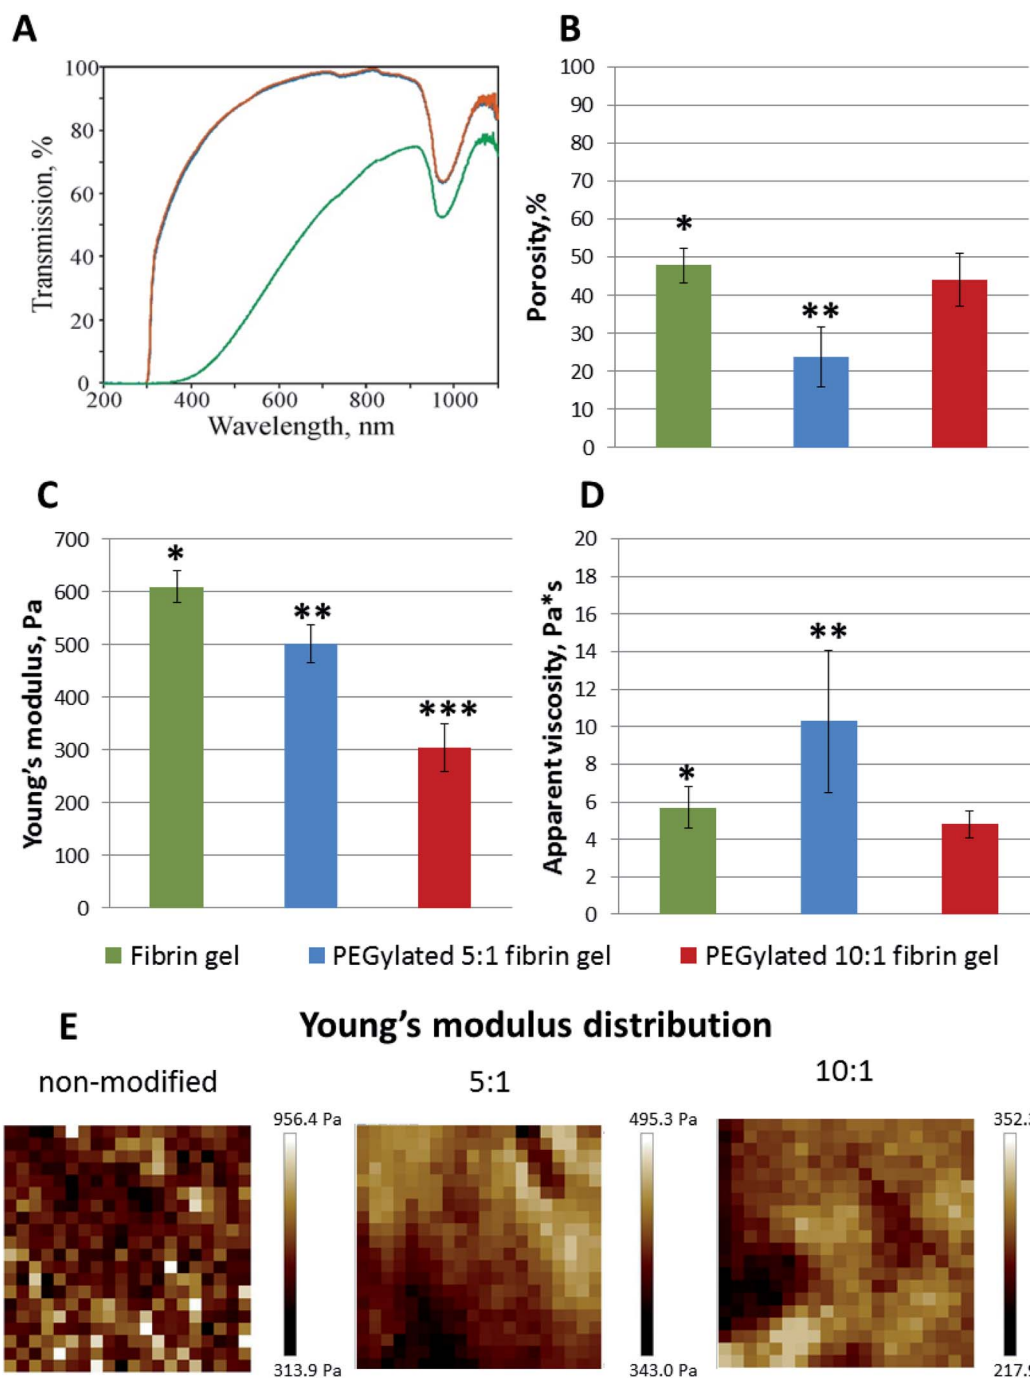 A
Transmission, %
100
80
60
40
20
0
200 400 600 800 1000
Wavelength, nm
B
Porosity,%
100
90
80
70
60
50
40
30
20
10
0
*
**
C
Young's modulus, Pa
700
600
500
400
300
200
100
0
*
**
***
D
Apparent viscosity, Pa*s
20
18
16
14
12
10
8
6
4
2
0
*
**
Fibrin gel PEGylated 5:1 fibrin gel PEGylated 10:1 fibrin gel
E Young's modulus distribution
non-modified 5:1 10:1
956.4 Pa 495.3 Pa 352.3
313.9 Pa 343.0 Pa 217.9